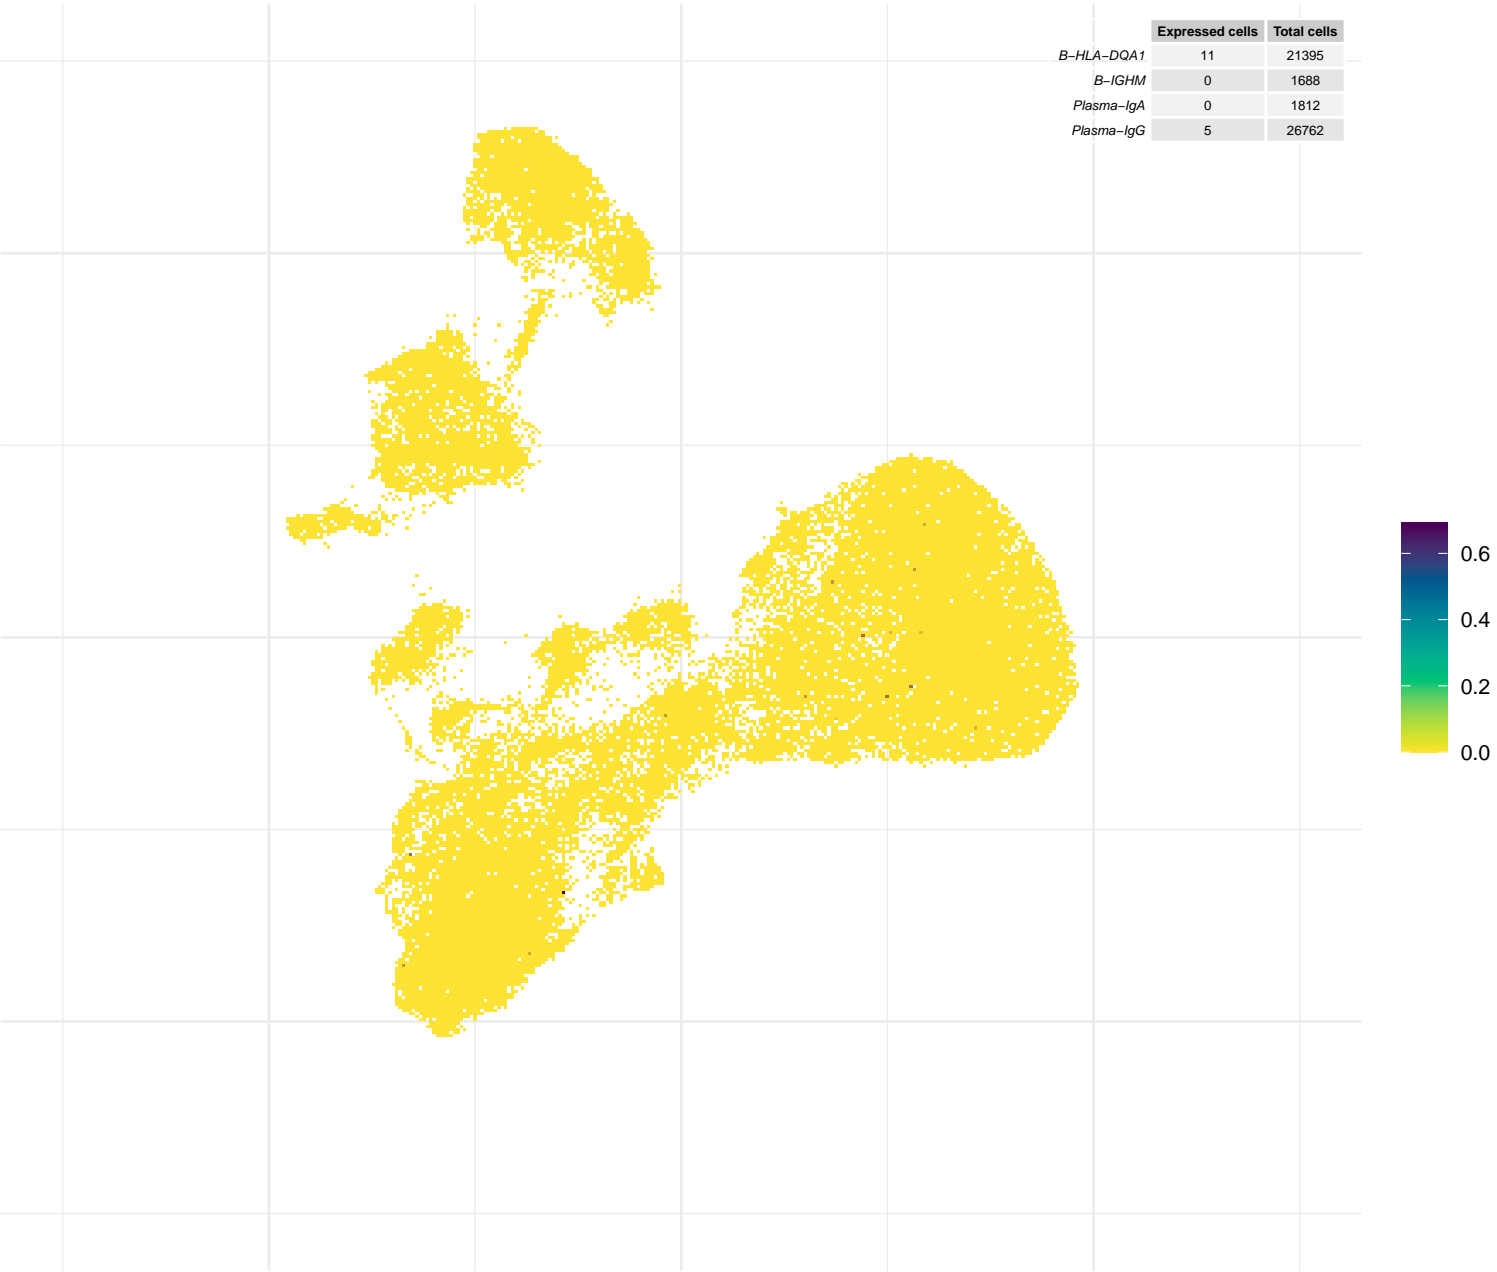 Expressed cells Total cells
B−HLA−DQA1 11 21395
B−IGHM 0 1688
Plasma−IgA 0 1812
Plasma−IgG 5 26762
0.6
0.4
0.2
0.0